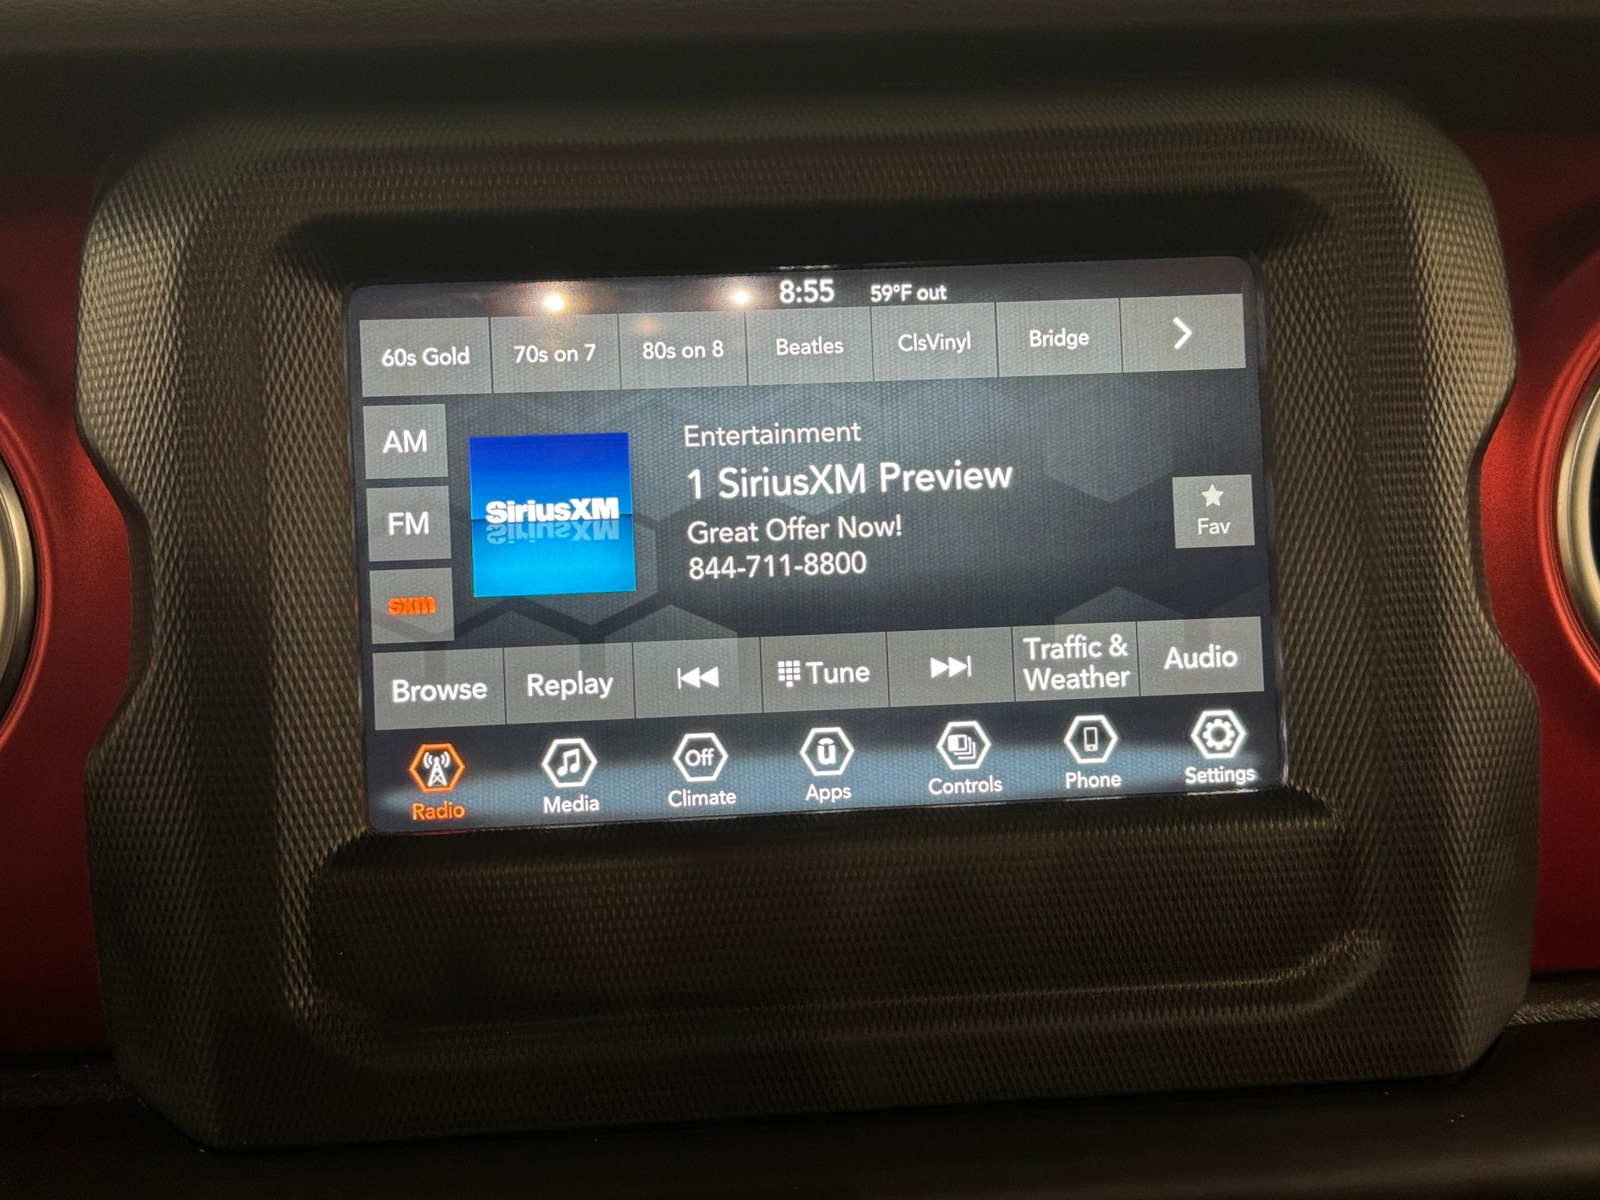 8:55 59°F out
60s Gold 70s on 7 80s on 8 Beatles ClsVinyl Bridge
AM
FM
sxm
SiriusXM
Entertainment
1 SiriusXM Preview
Great Offer Now!
844-711-8800
Fav
Browse Replay Tune Traffic & Weather Audio
Off
Radio Media Climate Apps Controls Phone Settings